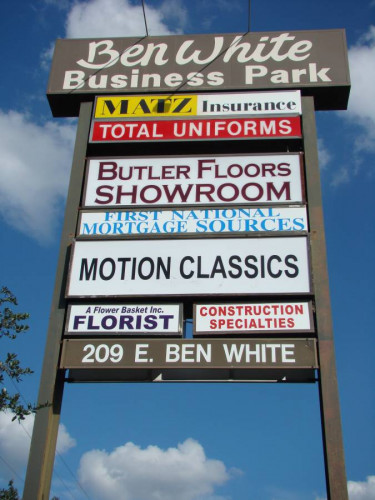 Ben White
Business Park
MATZ Insurance
TOTAL UNIFORMS
BUTLER FLOORS
SHOWROOM
FIRST NATIONAL
MORTGAGE SOURCES
MOTION CLASSICS
A Flower Basket Inc.
FLORIST
CONSTRUCTION
SPECIALTIES
209 E. BEN WHITE